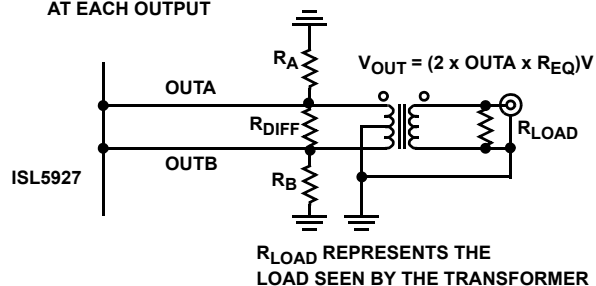 AT EACH OUTPUT
RA
VOUT = (2 x OUTA x REQ)V
OUTA
RDIFF
RLOAD
OUTB
ISL5927
RB
RLOAD REPRESENTS THE
LOAD SEEN BY THE TRANSFORMER